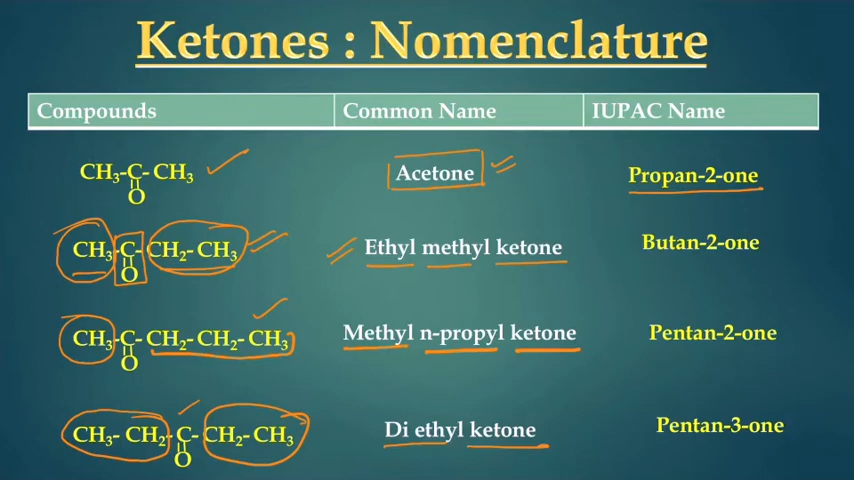 Ketones : Nomenclature
Compounds Common Name IUPAC Name
CH₃-C- CH₃ Acetone Propan-2-one
O
CH₃-C- CH₂- CH₃ Ethyl methyl ketone Butan-2-one
O
CH₃-C- CH₂- CH₂- CH₃ Methyl n-propyl ketone Pentan-2-one
O
CH₃- CH₂-C- CH₂- CH₃ Di ethyl ketone Pentan-3-one
O